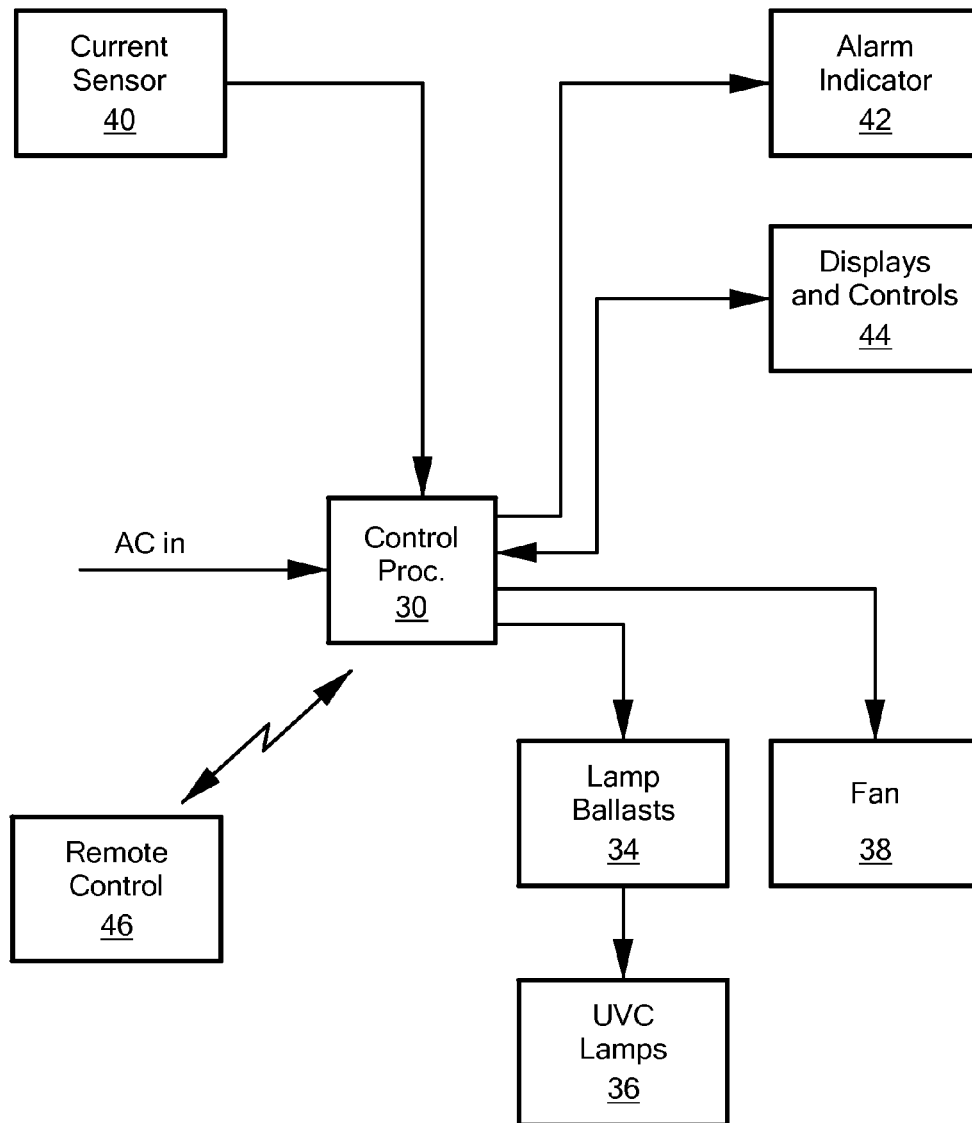 Current
Sensor
40
Alarm
Indicator
42
Displays
and Controls
44
AC in
Control
Proc.
30
Lamp
Ballasts
34
Fan
38
Remote
Control
46
UVC
Lamps
36